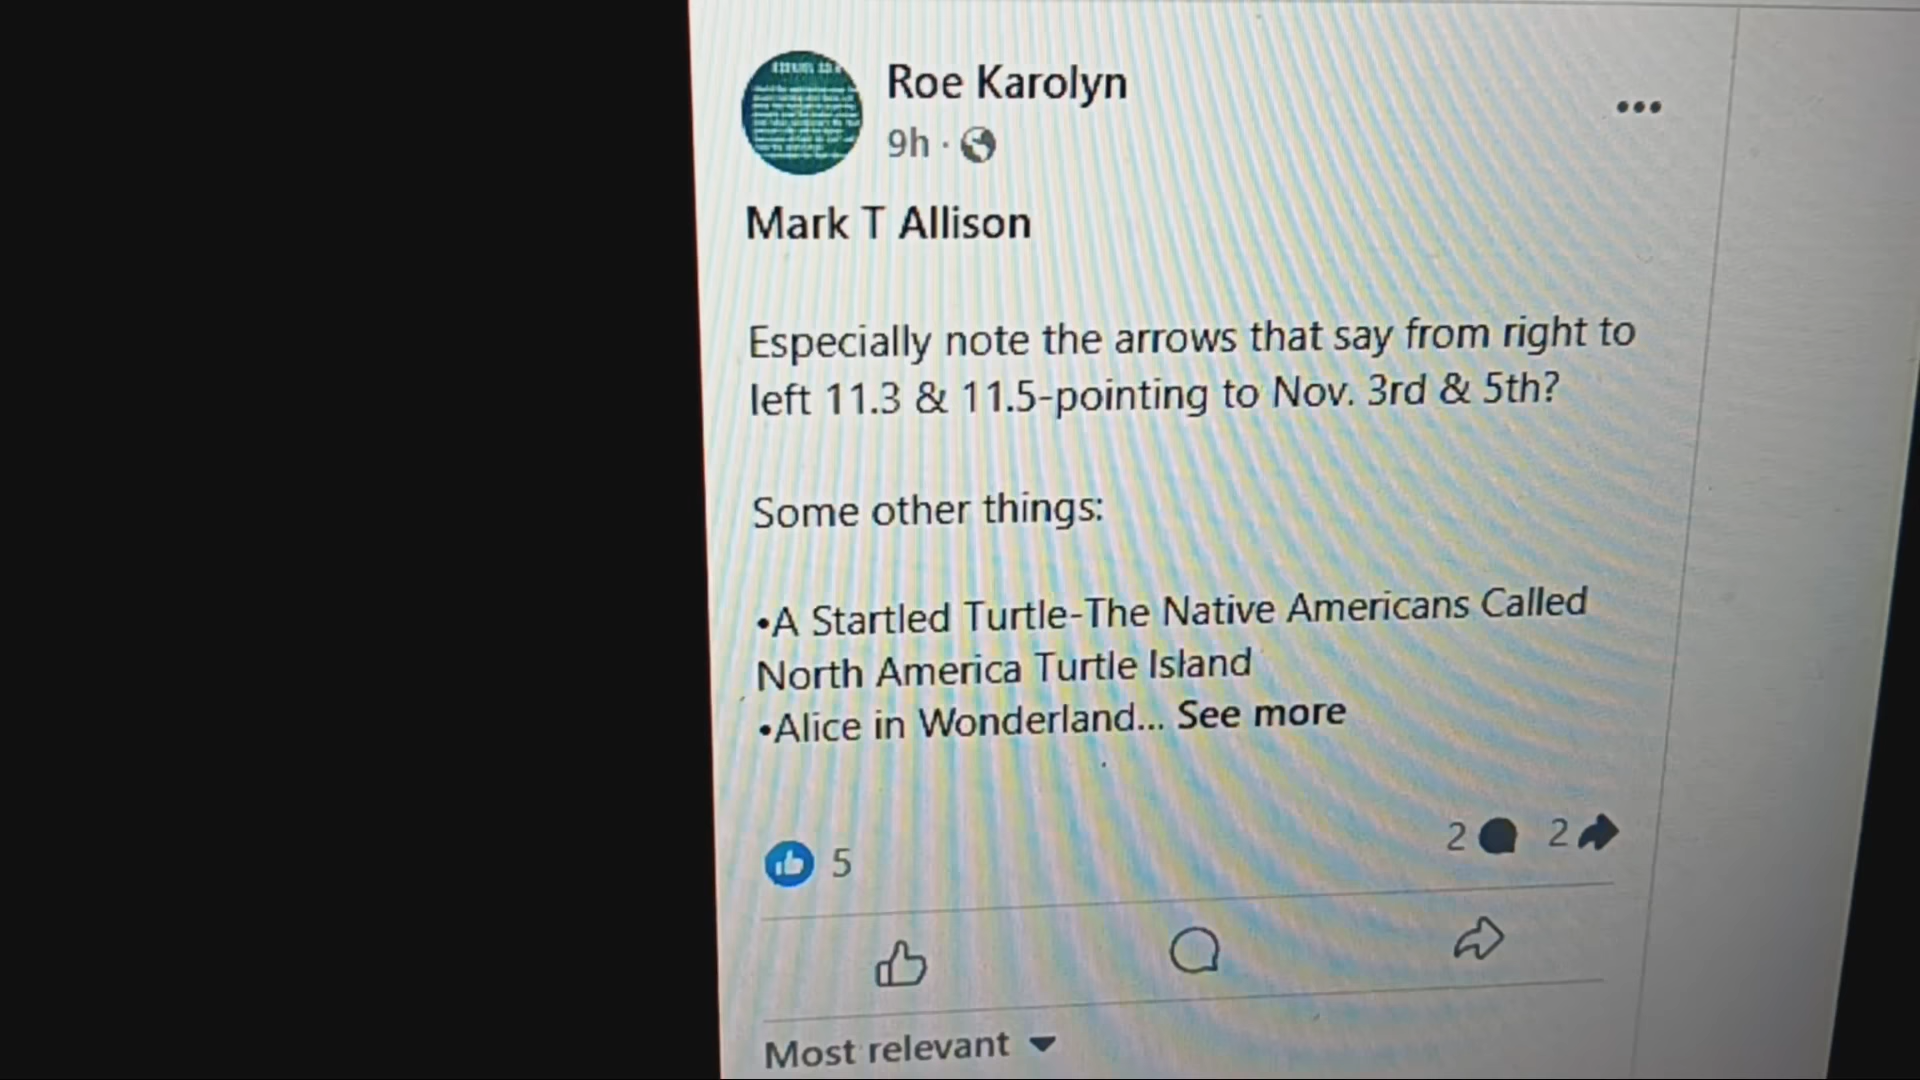 Roe Karolyn
9h ·
Mark T Allison
Especially note the arrows that say from right to
left 11.3 & 11.5-pointing to Nov. 3rd & 5th?
Some other things:
•A Startled Turtle-The Native Americans Called
North America Turtle Island
•Alice in Wonderland... See more
5
2 2
Most relevant